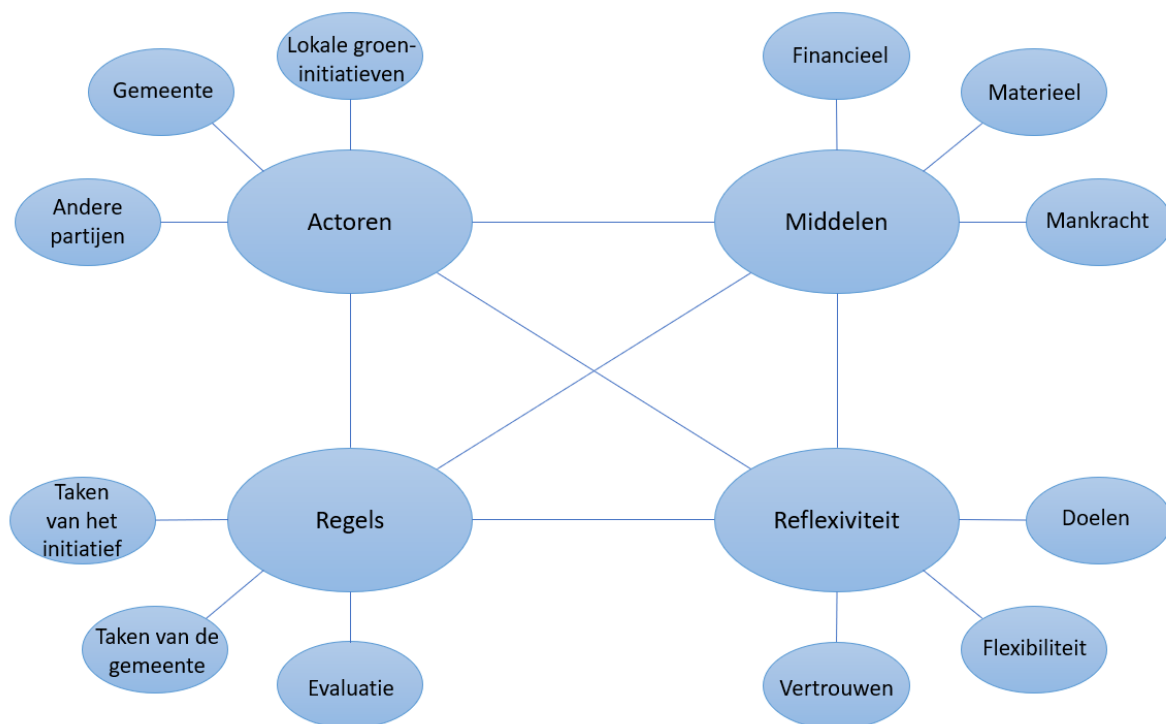 Lokale groen-
initiatieven
Financieel
Gemeente
Materieel
Andere
partijen
Actoren
Middelen
Mankracht
Taken
van het
initiatief
Regels
Reflexiviteit
Doelen
Taken van de
gemeente
Evaluatie
Vertrouwen
Flexibiliteit